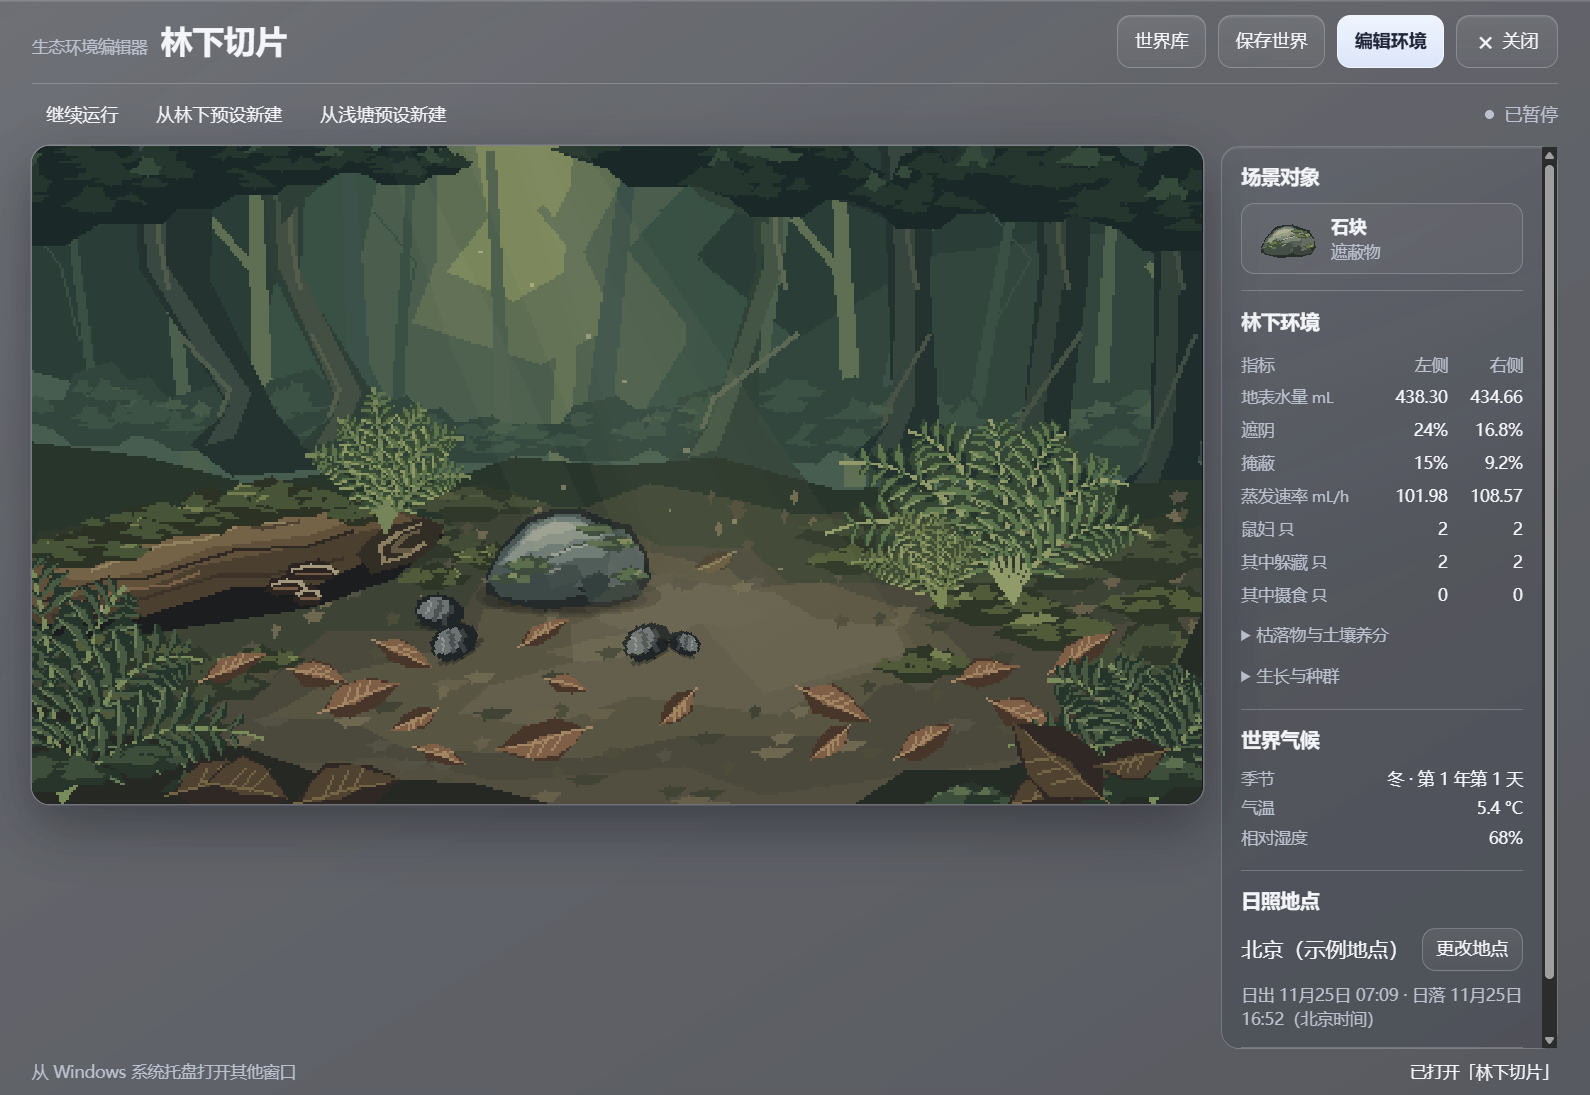 生态环境编辑器 林下切片
世界库 保存世界 编辑环境 × 关闭
继续运行 从林下预设新建 从浅塘预设新建
已暂停
场景对象
石块
遮蔽物
林下环境
指标 左侧 右侧
地表水量 mL 438.30 434.66
遮阴 24% 16.8%
掩蔽 15% 9.2%
蒸发速率 mL/h 101.98 108.57
鼠妇 只 2 2
其中躲藏 只 2 2
其中摄食 只 0 0
枯落物与土壤养分
生长与种群
世界气候
季节 冬 · 第 1 年第 1 天
气温 5.4 °C
相对湿度 68%
日照地点
北京（示例地点） 更改地点
日出 11月25日 07:09 · 日落 11月25日
16:52（北京时间）
从 Windows 系统托盘打开其他窗口
已打开「林下切片」